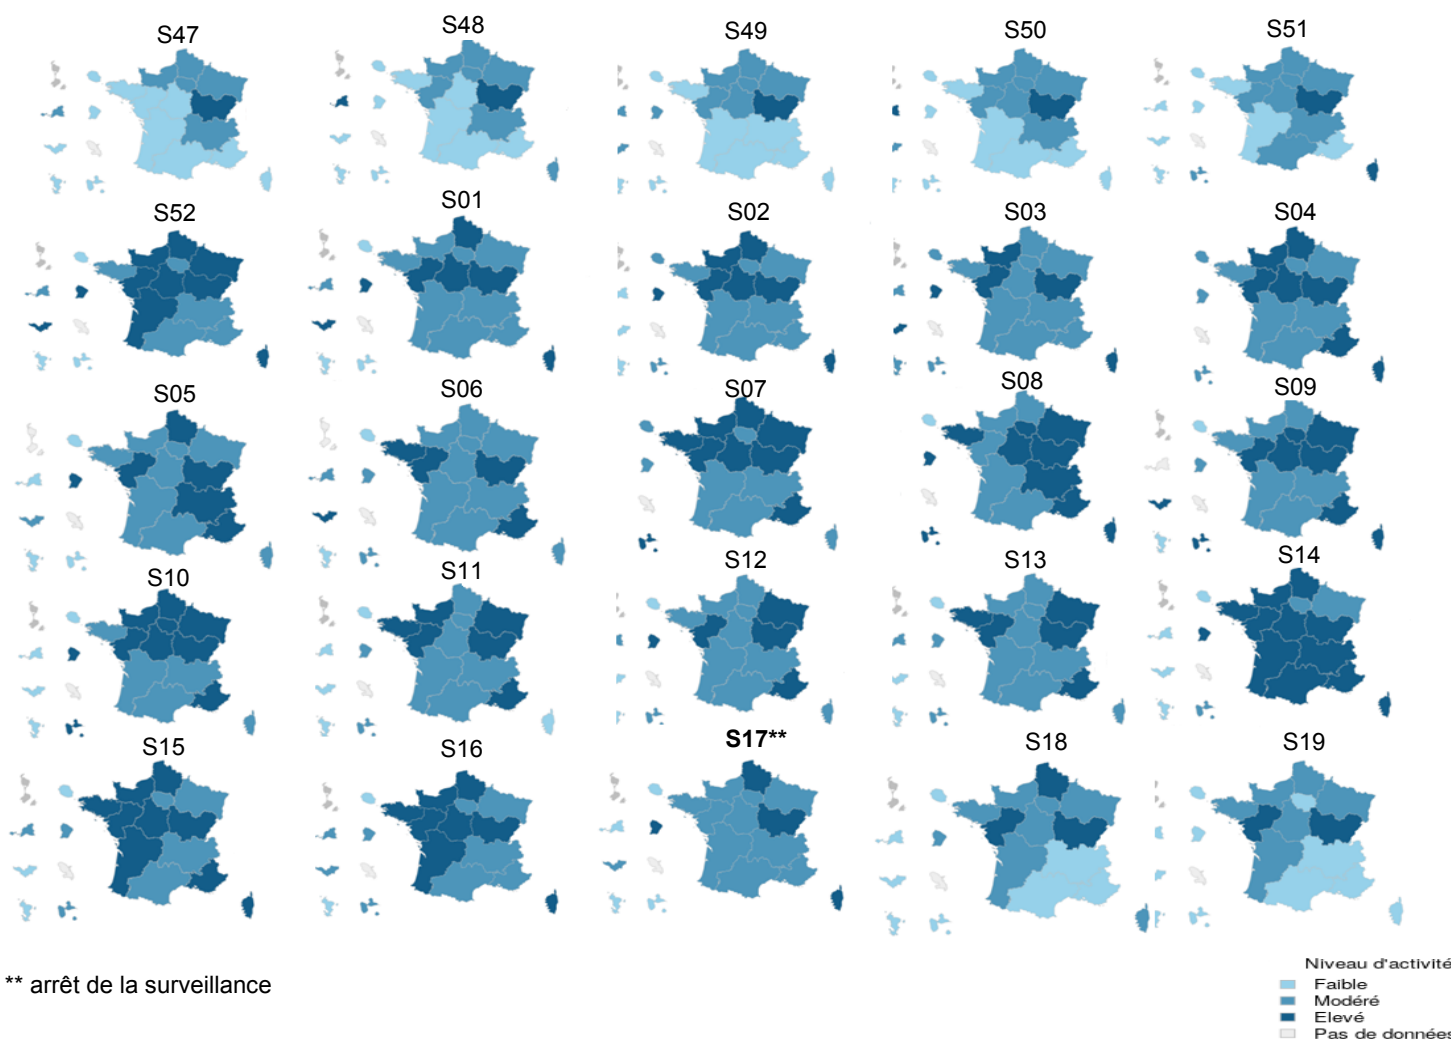 S47 S48 S49 S50 S51
S52 S01 S02 S03 S04
S05 S06 S07 S08 S09
S10 S11 S12 S13 S14
S15 S16 S17** S18 S19
** arrêt de la surveillance
Niveau d'activité
Faible
Modéré
Elevé
Pas de données